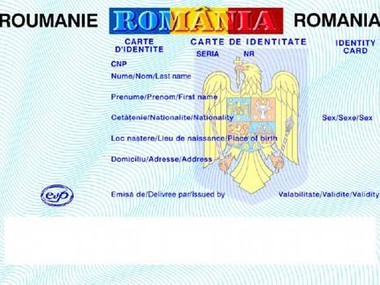 ROUMANIE ROMÂNIA ROMANIA
CARTE D'IDENTITE
CARTE DE IDENTITATE
IDENTITY CARD
SERIA NR
CNP
Nume/Nom/Last name
Prenume/Prenom/First name
Cetăţenie/Nationalite/Nationality Sex/Sexe/Sex
Loc naştere/Lieu de naissance/Place of birth
Domiciliu/Adresse/Address
Emisă de/Delivree par/Issued by Valabilitate/Validite/Validity